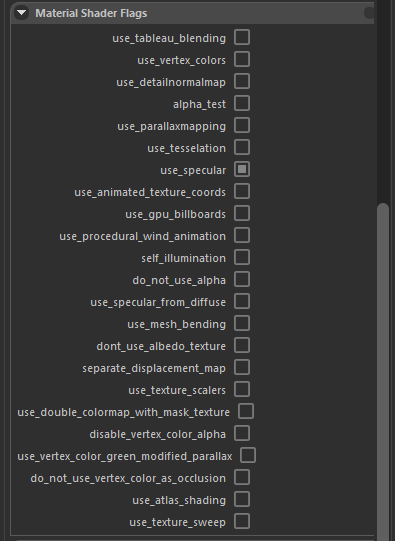 Material Shader Flags
use_tableau_blending
use_vertex_colors
use_detailnormalmap
alpha_test
use_parallaxmapping
use_tesselation
use_specular
use_animated_texture_coords
use_gpu_billboards
use_procedural_wind_animation
self_illumination
do_not_use_alpha
use_specular_from_diffuse
use_mesh_bending
dont_use_albedo_texture
separate_displacement_map
use_texture_scalers
use_double_colormap_with_mask_texture
disable_vertex_color_alpha
use_vertex_color_green_modified_parallax
do_not_use_vertex_color_as_occlusion
use_atlas_shading
use_texture_sweep